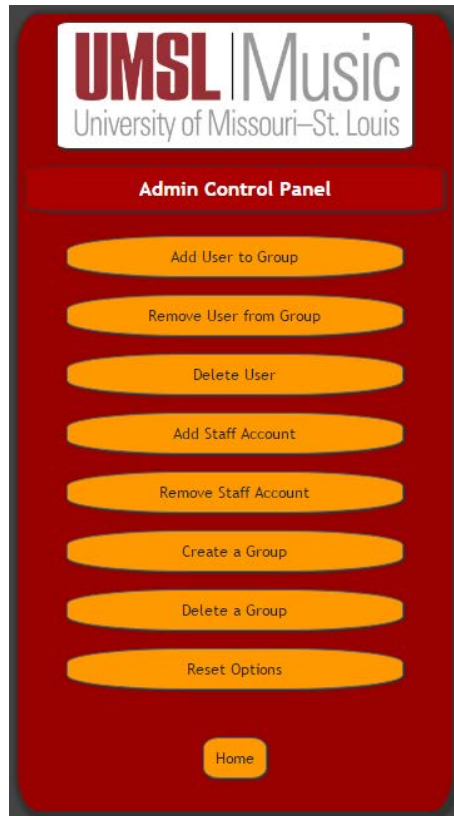 UMSL|Music
University of Missouri–St. Louis
Admin Control Panel
Add User to Group
Remove User from Group
Delete User
Add Staff Account
Remove Staff Account
Create a Group
Delete a Group
Reset Options
Home